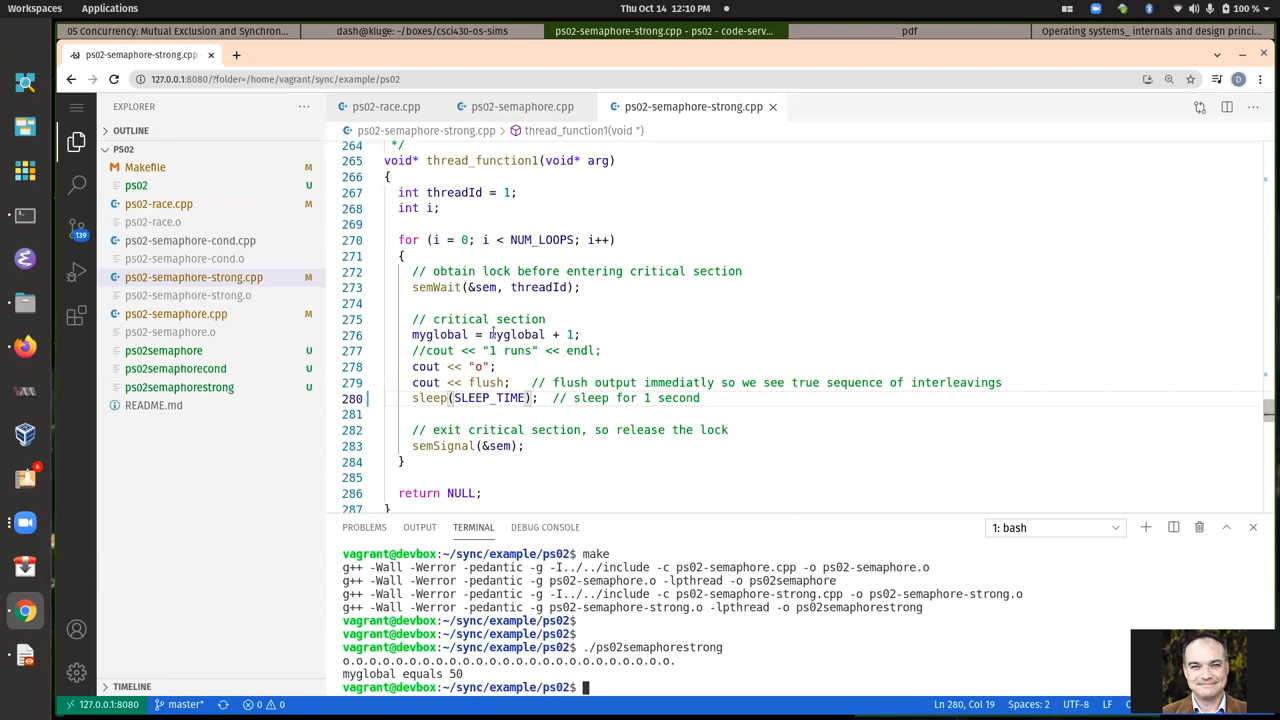 Workspaces Applications Thu Oct 14 12:10 PM 100 %
05 Concurrency: Mutual Exclusion and Synchron... dash@kluge: ~/boxes/csci430-os-sims ps02-semaphore-strong.cpp - ps02 - code-serv... pdf Operating systems_ internals and design princi...
ps02-semaphore-strong.cpp
127.0.0.1:8080/?folder=/home/vagrant/sync/example/ps02 D
EXPLORER
ps02-race.cpp ps02-semaphore.cpp ps02-semaphore-strong.cpp
OUTLINE
ps02-semaphore-strong.cpp > thread_function1(void *)
PS02
Makefile M
ps02 U
ps02-race.cpp M
ps02-race.o
ps02-semaphore-cond.cpp
ps02-semaphore-cond.o
ps02-semaphore-strong.cpp M
ps02-semaphore-strong.o
ps02-semaphore.cpp M
ps02-semaphore.o
ps02semaphore U
ps02semaphorecond U
ps02semaphorestrong U
README.md
TIMELINE
139
6
264 */
265 void* thread_function1(void* arg)
266 {
267 int threadId = 1;
268 int i;
269
270 for (i = 0; i < NUM_LOOPS; i++)
271 {
272 // obtain lock before entering critical section
273 semWait(&sem, threadId);
274
275 // critical section
276 myglobal = myglobal + 1;
277 //cout << "1 runs" << endl;
278 cout << "o";
279 cout << flush; // flush output immediatly so we see true sequence of interleavings
280 sleep(SLEEP_TIME); // sleep for 1 second
281
282 // exit critical section, so release the lock
283 semSignal(&sem);
284 }
285
286 return NULL;
287 }
PROBLEMS OUTPUT TERMINAL DEBUG CONSOLE 1: bash
vagrant@devbox:~/sync/example/ps02$ make
g++ -Wall -Werror -pedantic -g -I../../include -c ps02-semaphore.cpp -o ps02-semaphore.o
g++ -Wall -Werror -pedantic -g ps02-semaphore.o -lpthread -o ps02semaphore
g++ -Wall -Werror -pedantic -g -I../../include -c ps02-semaphore-strong.cpp -o ps02-semaphore-strong.o
g++ -Wall -Werror -pedantic -g ps02-semaphore-strong.o -lpthread -o ps02semaphorestrong
vagrant@devbox:~/sync/example/ps02$
vagrant@devbox:~/sync/example/ps02$
vagrant@devbox:~/sync/example/ps02$ ./ps02semaphorestrong
o.o.o.o.o.o.o.o.o.o.o.o.o.o.o.o.o.o.o.o.o.o.o.o.o.
myglobal equals 50
vagrant@devbox:~/sync/example/ps02$
127.0.0.1:8080 master* 0 0 Ln 280, Col 19 Spaces: 2 UTF-8 LF